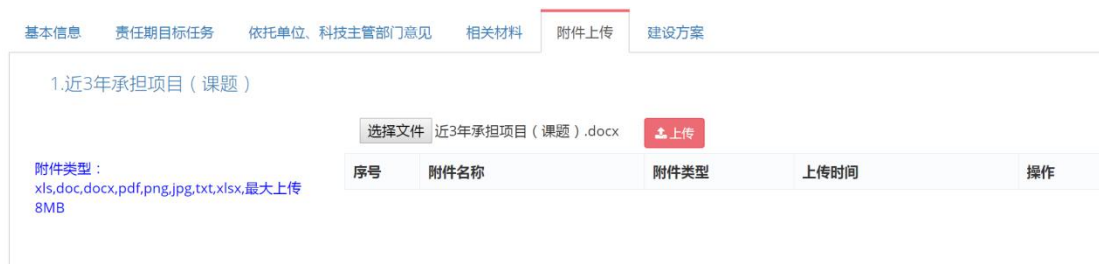 基本信息 责任期目标任务 依托单位、科技主管部门意见 相关材料 附件上传 建设方案
1.近3年承担项目（课题）
选择文件 近3年承担项目（课题）.docx 上传
附件类型：
xls,doc,docx,pdf,png,jpg,txt,xlsx,最大上传
8MB
序号 附件名称 附件类型 上传时间 操作